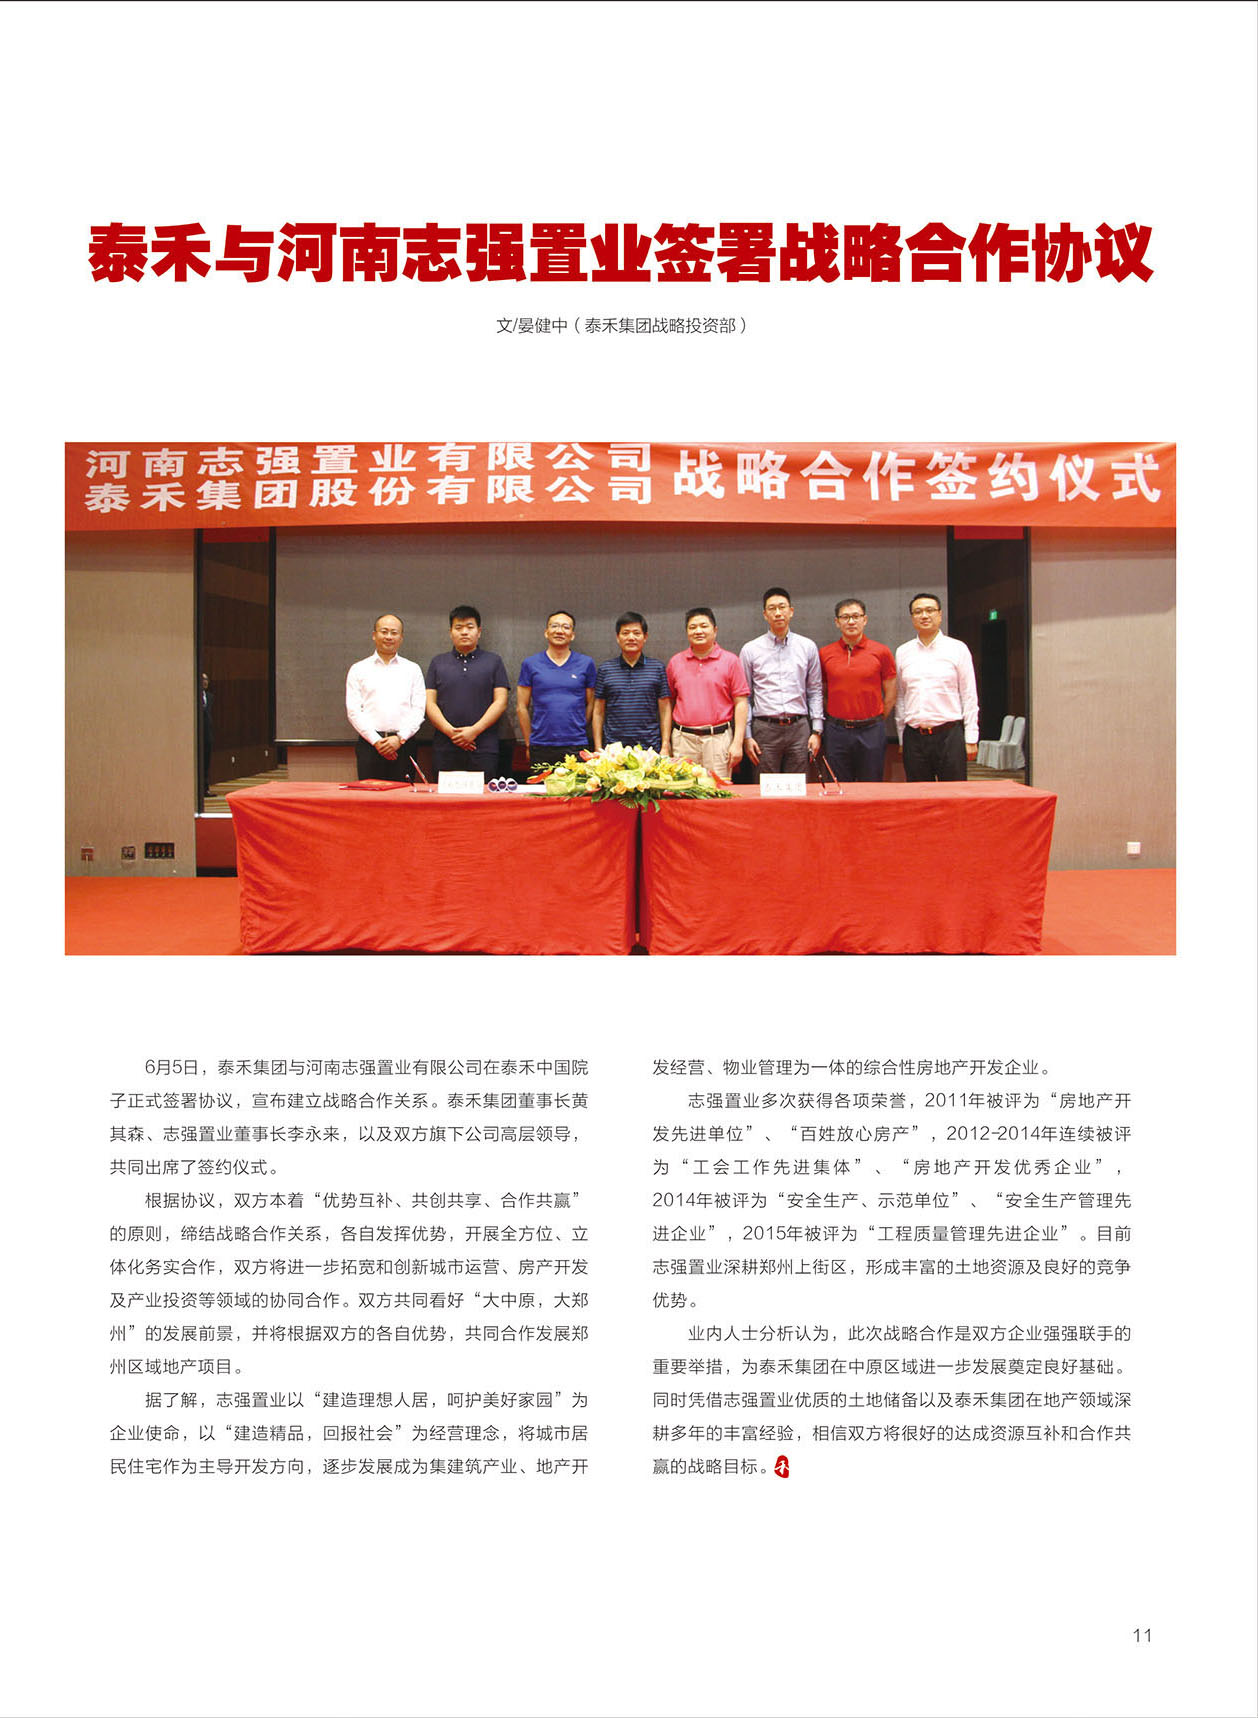 泰禾与河南志强置业签署战略合作协议
文/晏健中（泰禾集团战略投资部）
河南志强置业有限公司
泰禾集团股份有限公司
战略合作签约仪式
泰禾集团
6月5日，泰禾集团与河南志强置业有限公司在泰禾中国院
子正式签署协议，宣布建立战略合作关系。泰禾集团董事长黄
其森、志强置业董事长李永来，以及双方旗下公司高层领导，
共同出席了签约仪式。
根据协议，双方本着“优势互补、共创共享、合作共赢”
的原则，缔结战略合作关系，各自发挥优势，开展全方位、立
体化务实合作，双方将进一步拓宽和创新城市运营、房产开发
及产业投资等领域的协同合作。双方共同看好“大中原，大郑
州”的发展前景，并将根据双方的各自优势，共同合作发展郑
州区域地产项目。
据了解，志强置业以“建造理想人居，呵护美好家园”为
企业使命，以“建造精品，回报社会”为经营理念，将城市居
民住宅作为主导开发方向，逐步发展成为集建筑产业、地产开
发经营、物业管理为一体的综合性房地产开发企业。
志强置业多次获得各项荣誉，2011年被评为“房地产开
发先进单位”、“百姓放心房产”，2012-2014年连续被评
为“工会工作先进集体”、“房地产开发优秀企业”，
2014年被评为“安全生产、示范单位”、“安全生产管理先
进企业”，2015年被评为“工程质量管理先进企业”。目前
志强置业深耕郑州上街区，形成丰富的土地资源及良好的竞争
优势。
业内人士分析认为，此次战略合作是双方企业强强联手的
重要举措，为泰禾集团在中原区域进一步发展奠定良好基础。
同时凭借志强置业优质的土地储备以及泰禾集团在地产领域深
耕多年的丰富经验，相信双方将很好的达成资源互补和合作共
赢的战略目标。禾
11